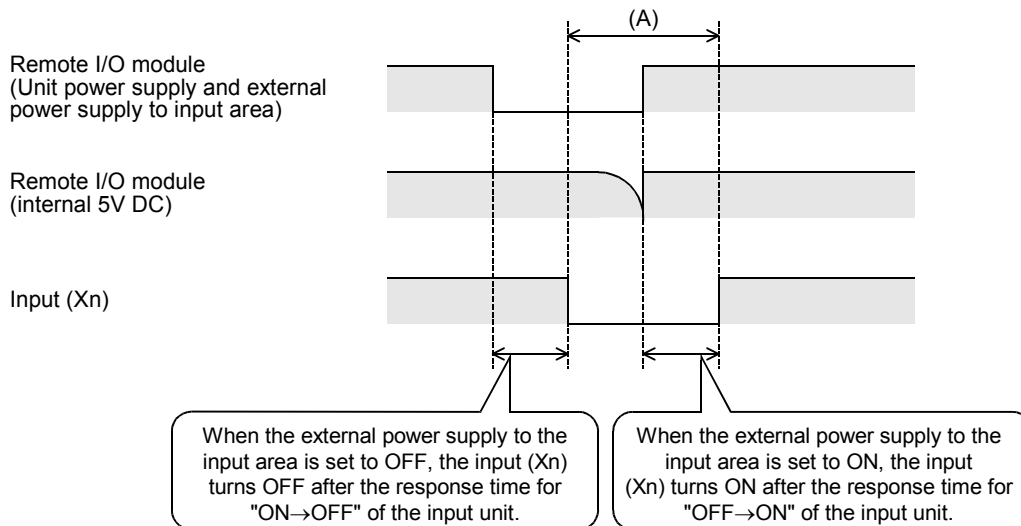 (A)
Remote I/O module
(Unit power supply and external
power supply to input area)
Remote I/O module
(internal 5V DC)
Input (Xn)
When the external power supply to the
input area is set to OFF, the input (Xn)
turns OFF after the response time for
"ON→OFF" of the input unit.
When the external power supply to the
input area is set to ON, the input
(Xn) turns ON after the response time for
"OFF→ON" of the input unit.